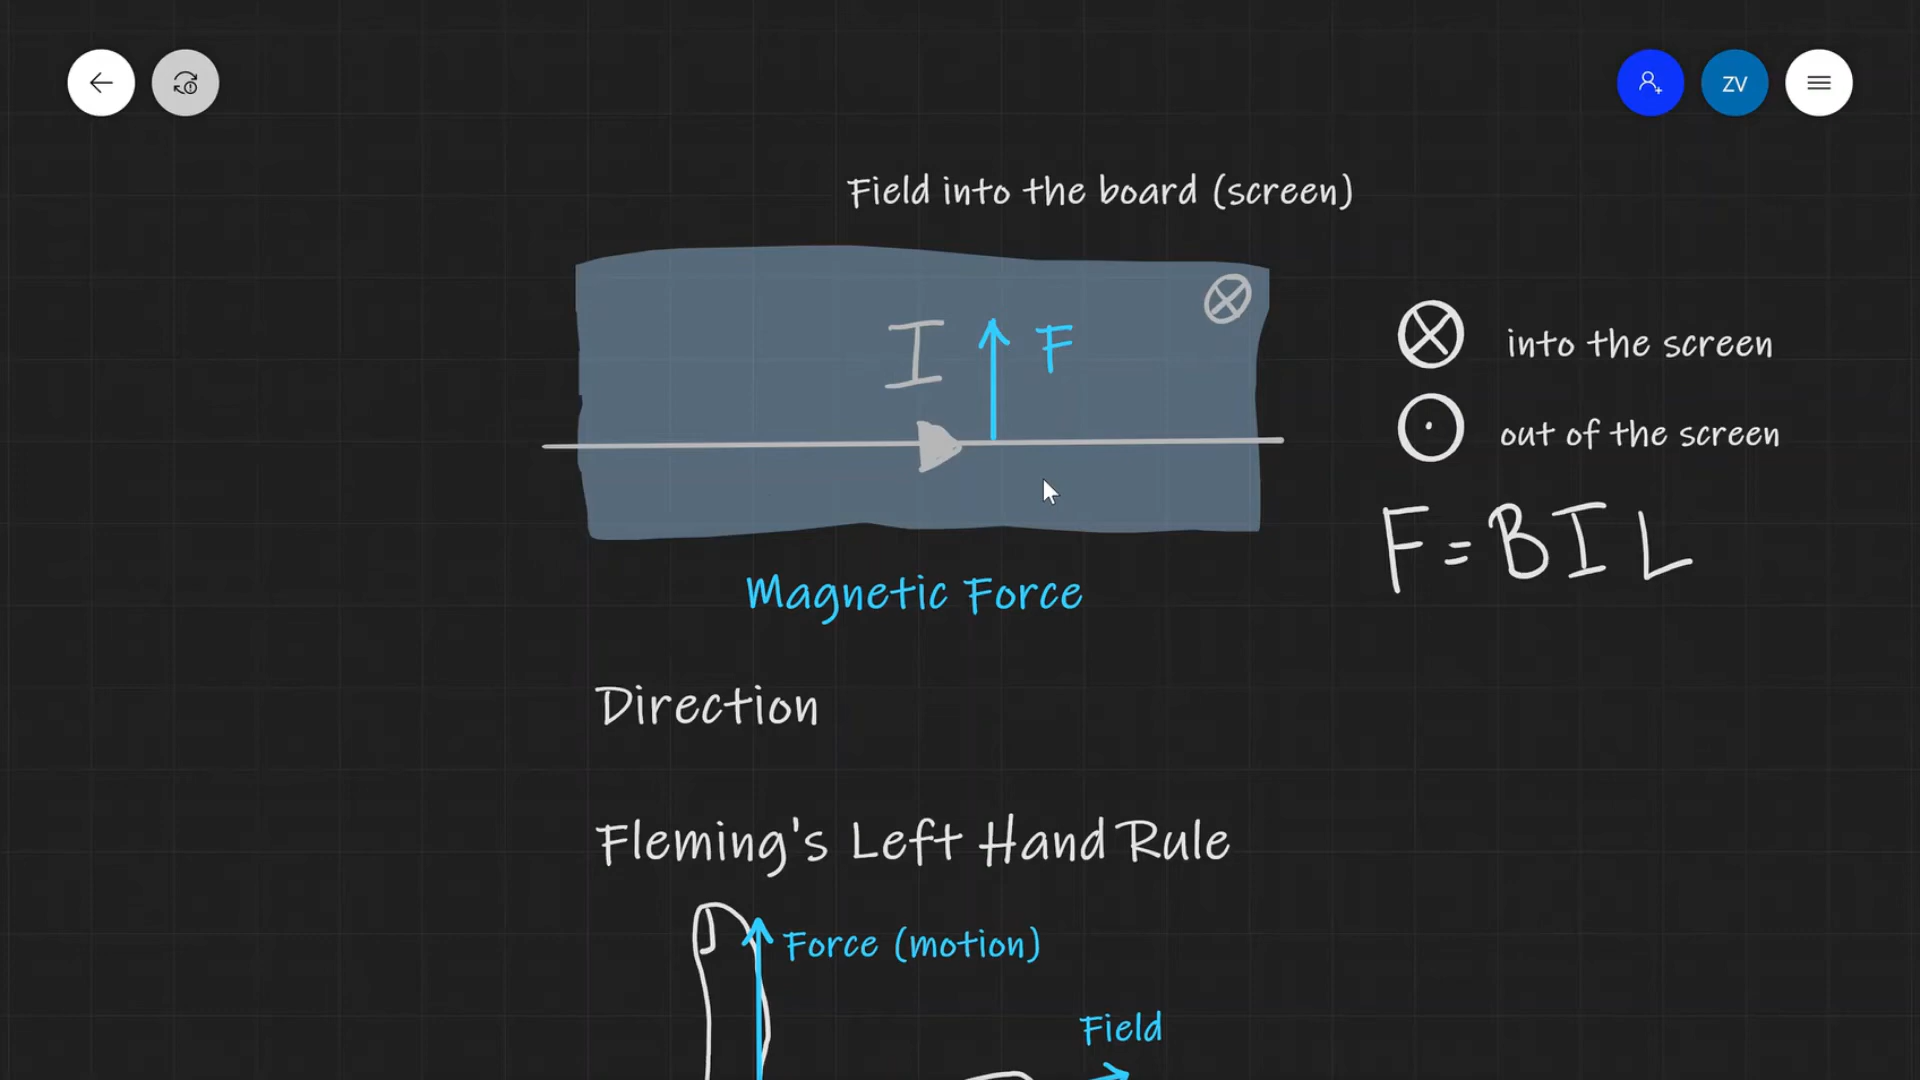 ZV
Field into the board (screen)
I
F
into the screen
out of the screen
F = B I L
Magnetic Force
Direction
Fleming's Left Hand Rule
Force (motion)
Field